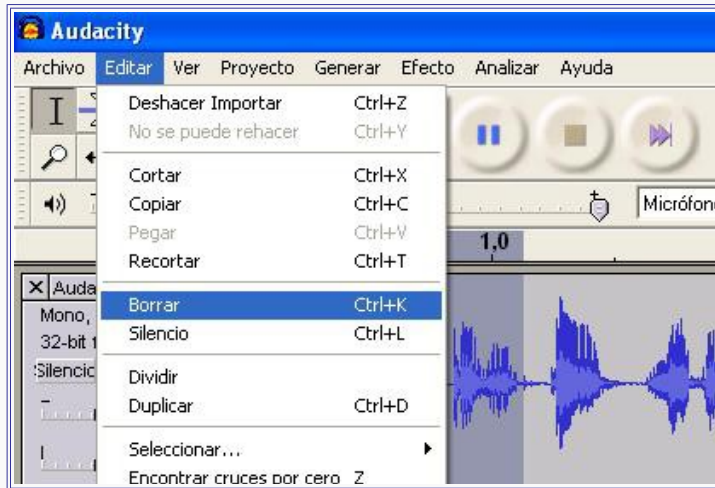 Audacity
Archivo Editar Ver Proyecto Generar Efecto Analizar Ayuda
Deshacer Importar Ctrl+Z
No se puede rehacer Ctrl+Y
Cortar Ctrl+X
Copiar Ctrl+C
Pegar Ctrl+V
Recortar Ctrl+T
Borrar Ctrl+K
Silencio Ctrl+L
Dividir
Duplicar Ctrl+D
Seleccionar...
Encontrar cruces por cero Z
1,0
X Auda
Mono,
32-bit
Silencio